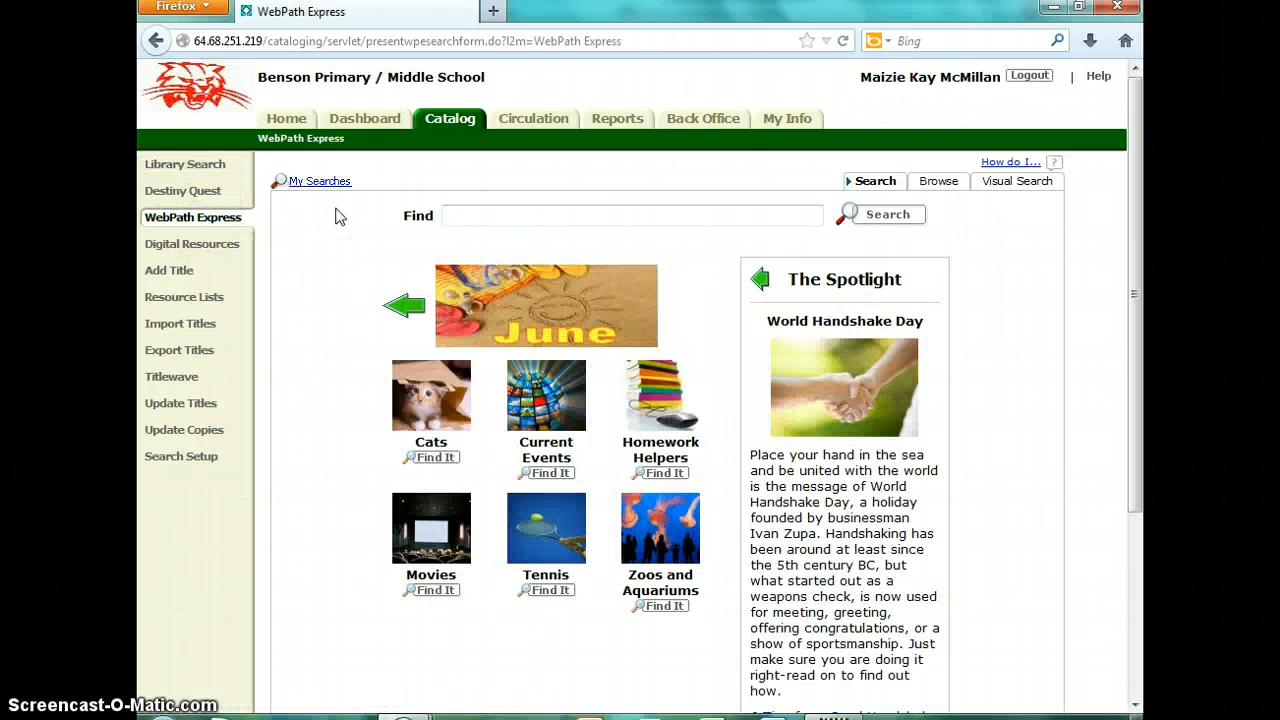 Firefox
WebPath Express
64.68.251.219/cataloging/servlet/presentwpesearchform.do?l2m=WebPath Express
Bing
Benson Primary / Middle School
Maizie Kay McMillan Logout | Help
Home Dashboard Catalog Circulation Reports Back Office My Info
WebPath Express
Library Search
Destiny Quest
WebPath Express
Digital Resources
Add Title
Resource Lists
Import Titles
Export Titles
Titlewave
Update Titles
Update Copies
Search Setup
How do I... ?
My Searches
Search Browse Visual Search
Find Search
June
Cats
Find It
Current
Events
Find It
Homework
Helpers
Find It
Movies
Find It
Tennis
Find It
Zoos and
Aquariums
Find It
The Spotlight
World Handshake Day
Place your hand in the sea
and be united with the world
is the message of World
Handshake Day, a holiday
founded by businessman
Ivan Zupa. Handshaking has
been around at least since
the 5th century BC, but
what started out as a
weapons check, is now used
for meeting, greeting,
offering congratulations, or a
show of sportsmanship. Just
make sure you are doing it
right-read on to find out
how.
Screencast-O-Matic.com